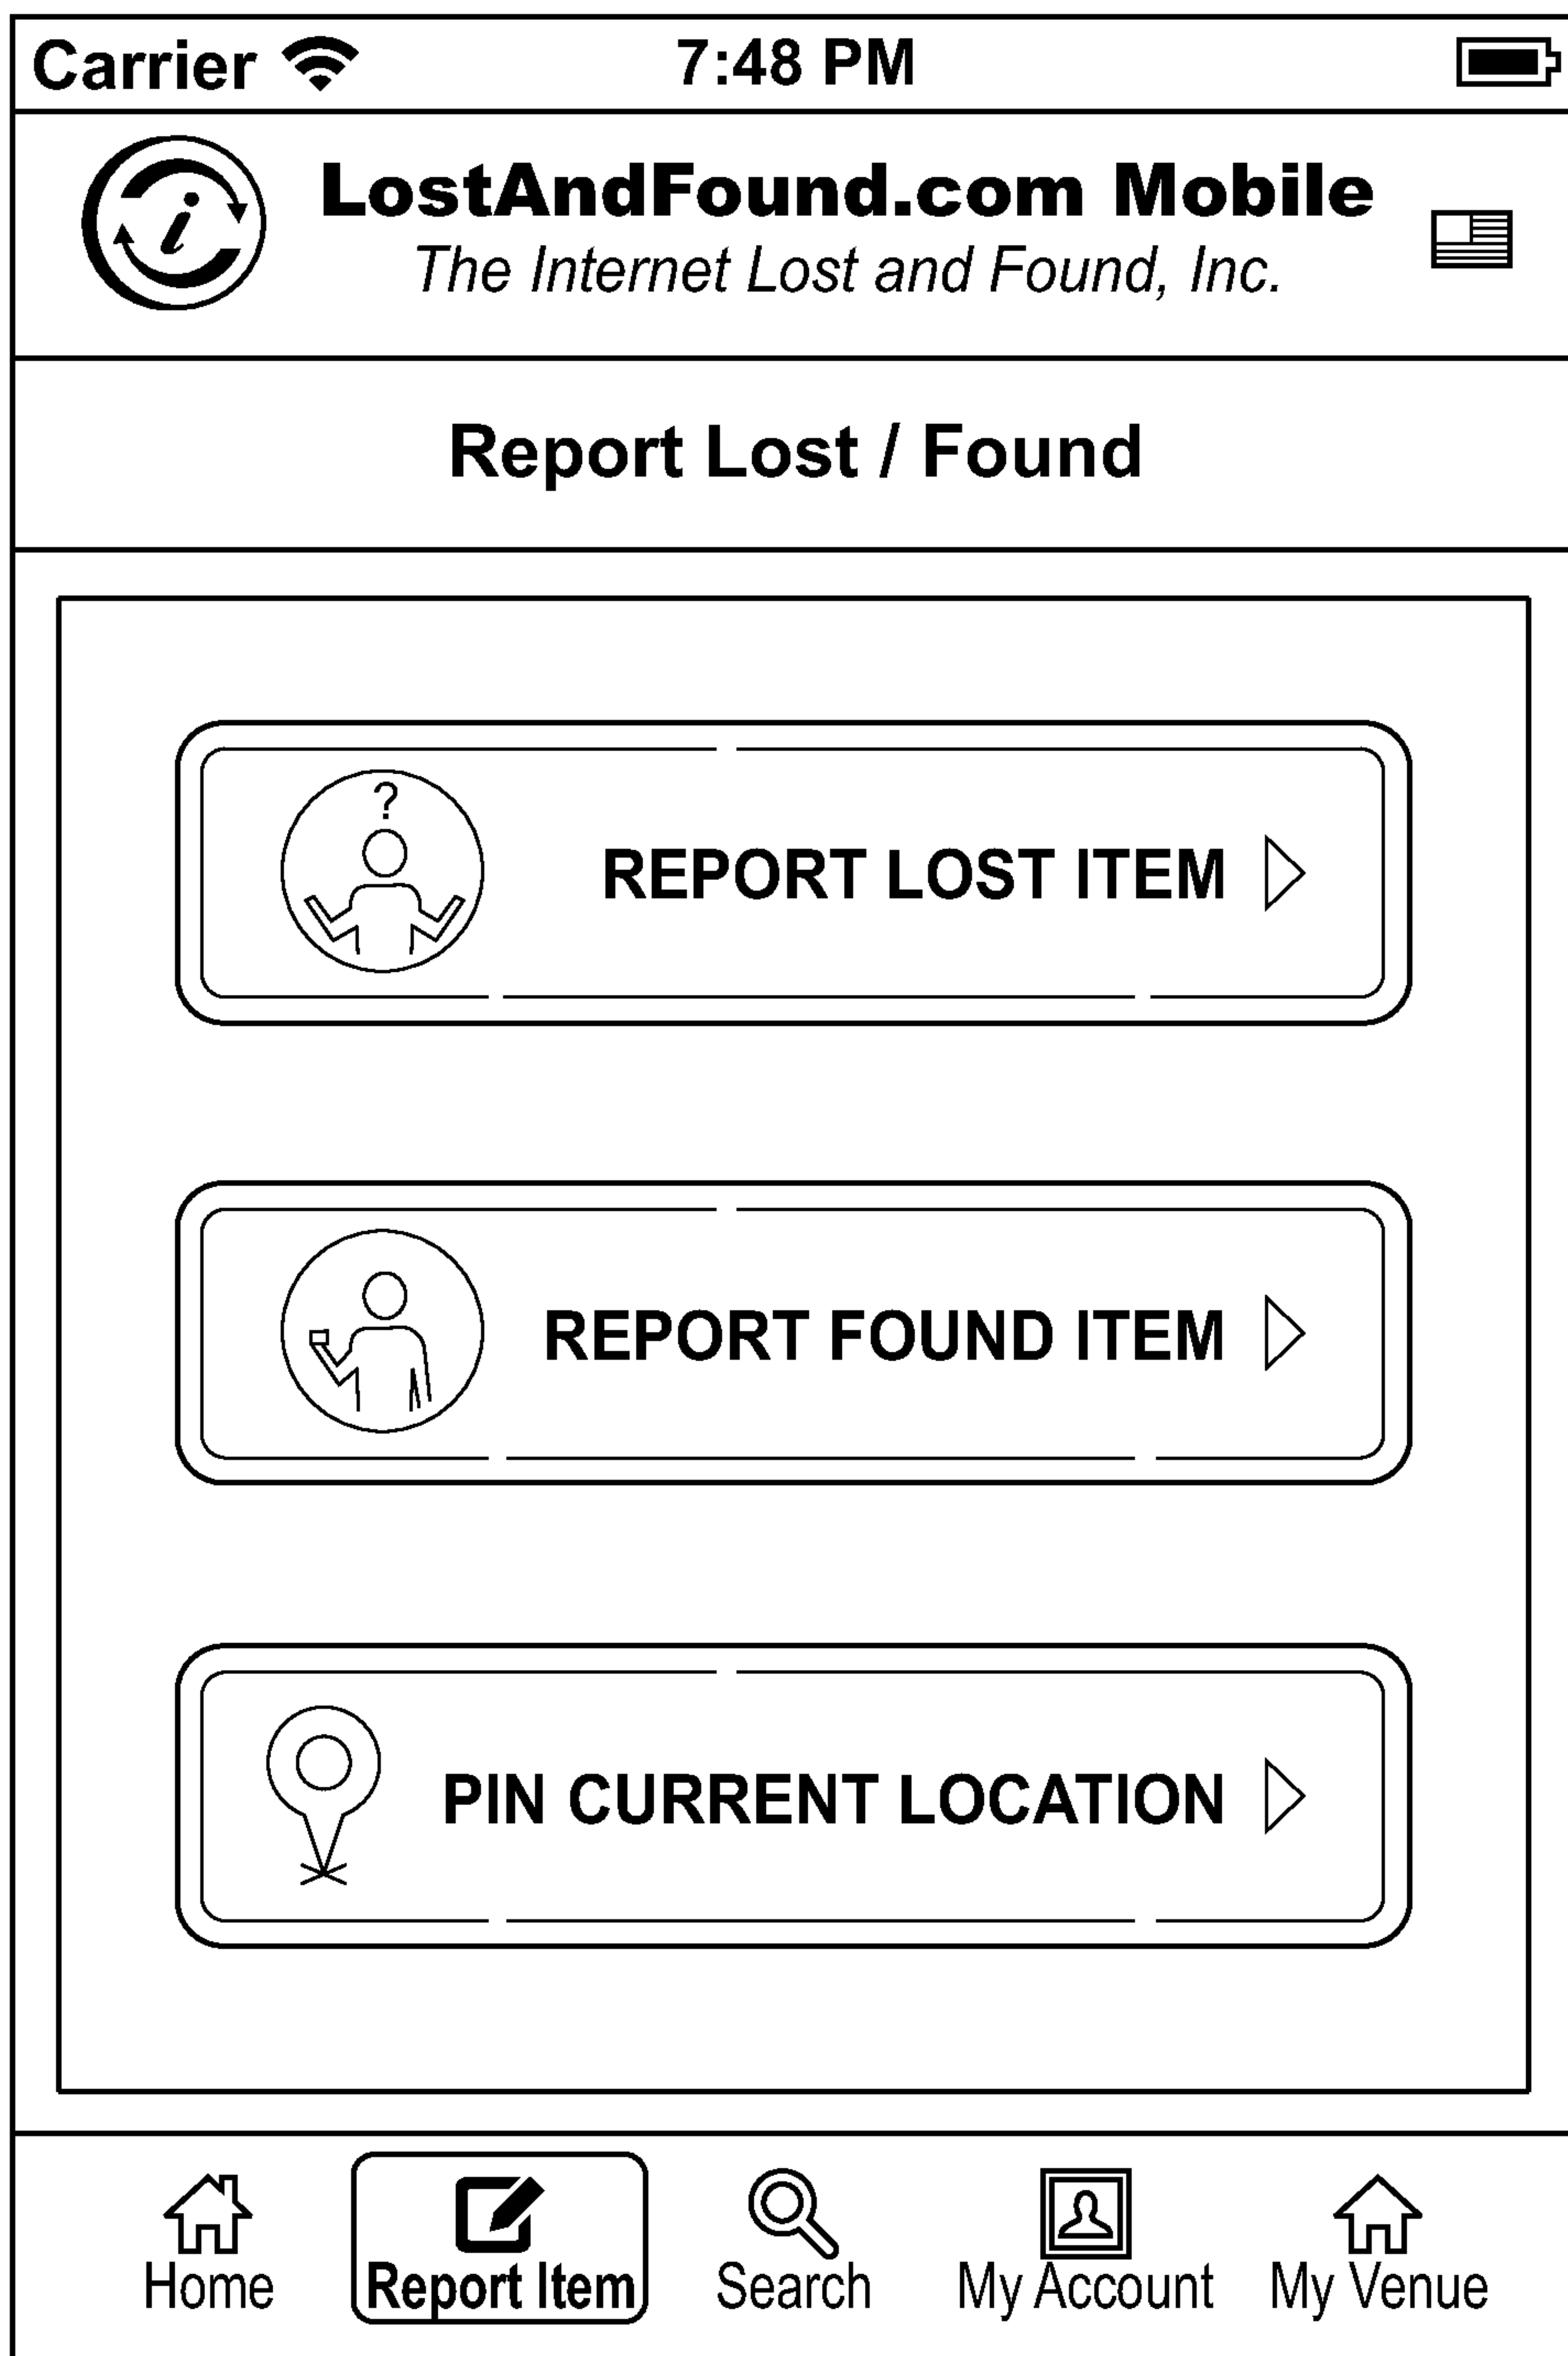 Carrier 7:48 PM
i
LostAndFound.com Mobile
The Internet Lost and Found, Inc.
Report Lost / Found
?
REPORT LOST ITEM
REPORT FOUND ITEM
PIN CURRENT LOCATION
Home Report Item Search My Account My Venue